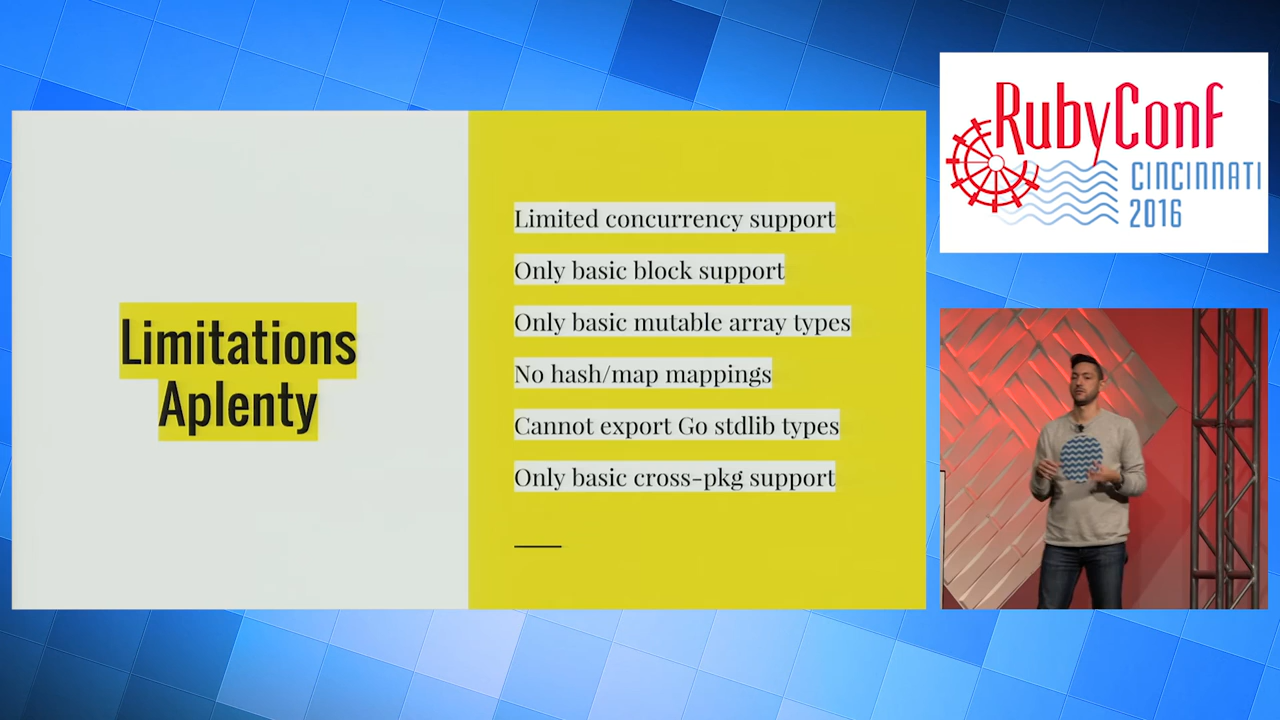 Limitations
Aplenty
Limited concurrency support
Only basic block support
Only basic mutable array types
No hash/map mappings
Cannot export Go stdlib types
Only basic cross-pkg support
RubyConf
CINCINNATI
2016